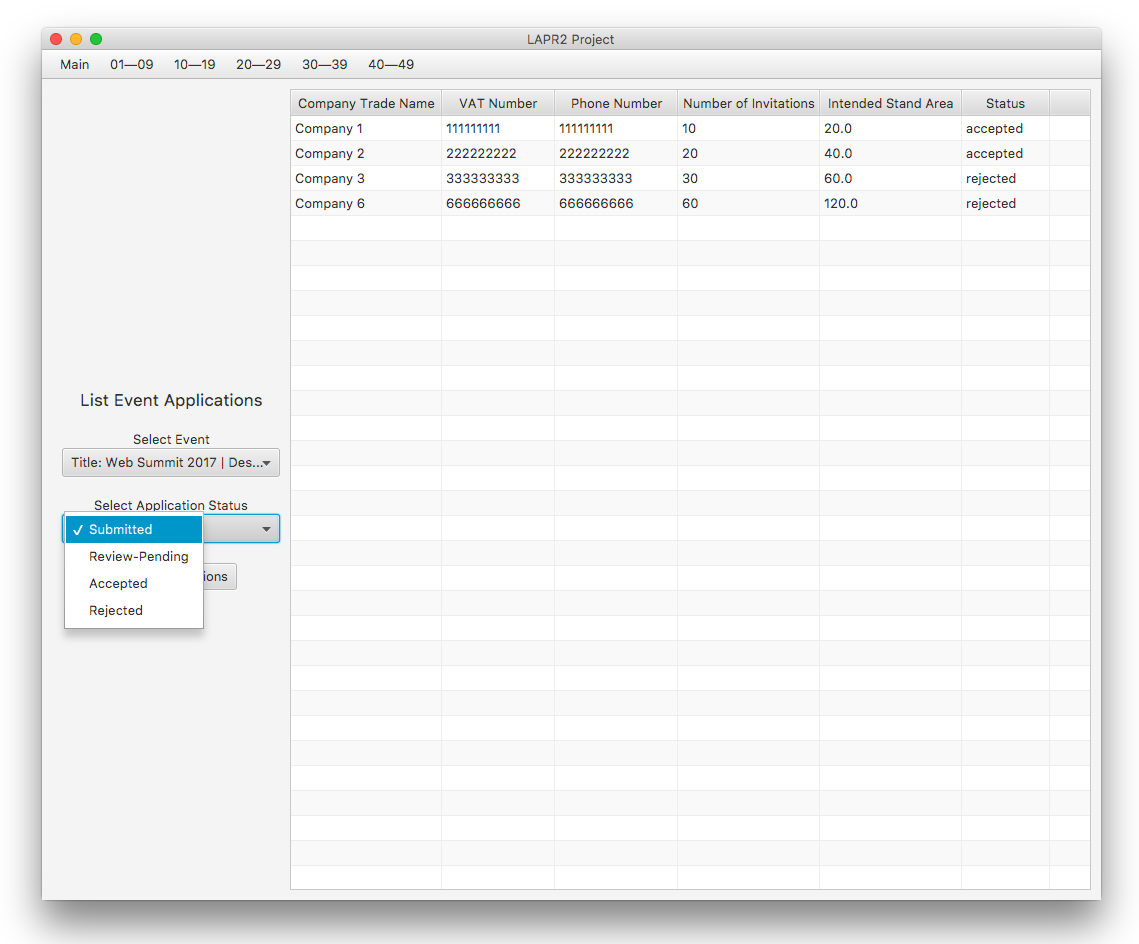 LAPR2 Project
Main 01—09 10—19 20—29 30—39 40—49
Company Trade Name VAT Number Phone Number Number of Invitations Intended Stand Area Status
Company 1 111111111 111111111 10 20.0 accepted
Company 2 222222222 222222222 20 40.0 accepted
Company 3 333333333 333333333 30 60.0 rejected
Company 6 666666666 666666666 60 120.0 rejected
List Event Applications
Select Event
Title: Web Summit 2017 | Des...
Select Application Status
✓ Submitted
Review-Pending
Accepted
Rejected